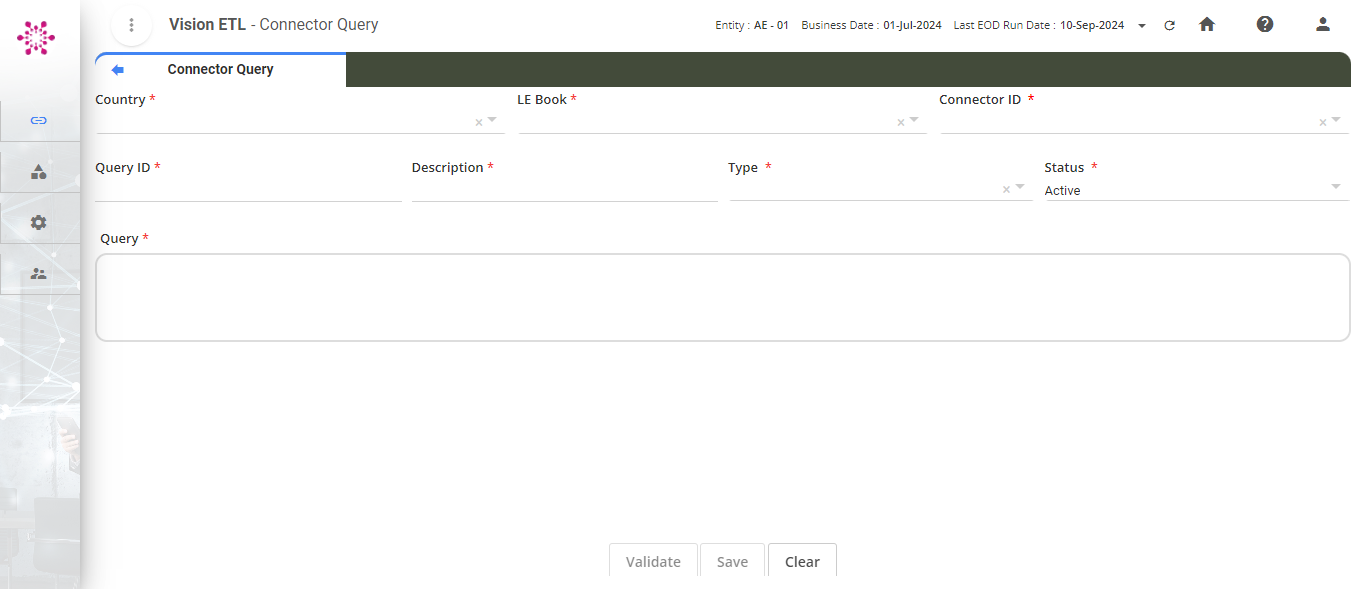 Vision ETL - Connector Query
Entity : AE - 01 Business Date : 01-Jul-2024 Last EOD Run Date : 10-Sep-2024
Connector Query
Country * LE Book * Connector ID *
Query ID * Description * Type * Status *
Active
Query *
Validate Save Clear